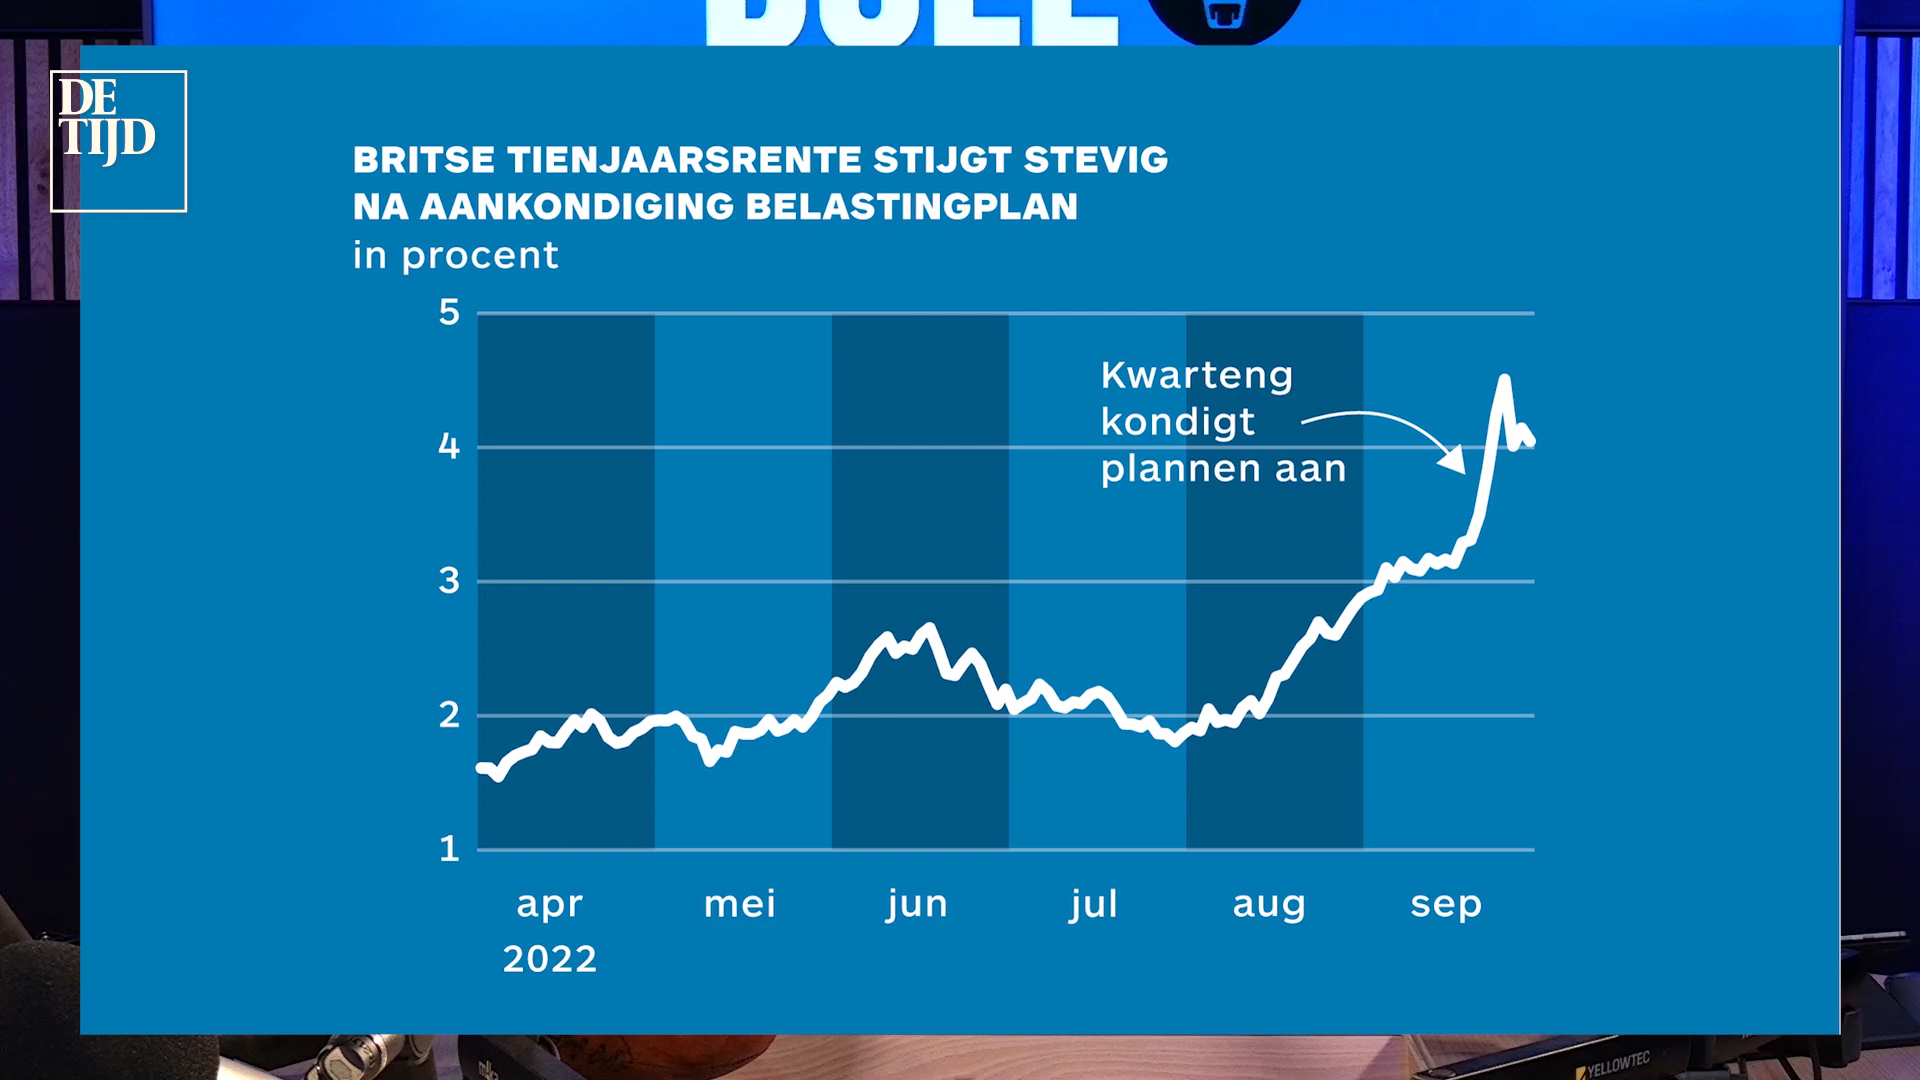 DE
TIJD
BRITSE TIENJAARSRENTE STIJGT STEVIG
NA AANKONDIGING BELASTINGPLAN
in procent
5
4
3
2
1
Kwarteng
kondigt
plannen aan
apr
mei
jun
jul
aug
sep
2022
YELLOWTEC